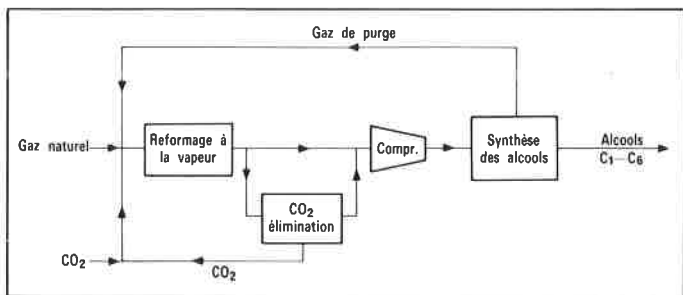 Gaz de purge
Gaz naturel
Reformage à
la vapeur
Compr.
Synthèse
des alcools
Alcools
C₁–C₆
CO₂
élimination
CO₂
CO₂